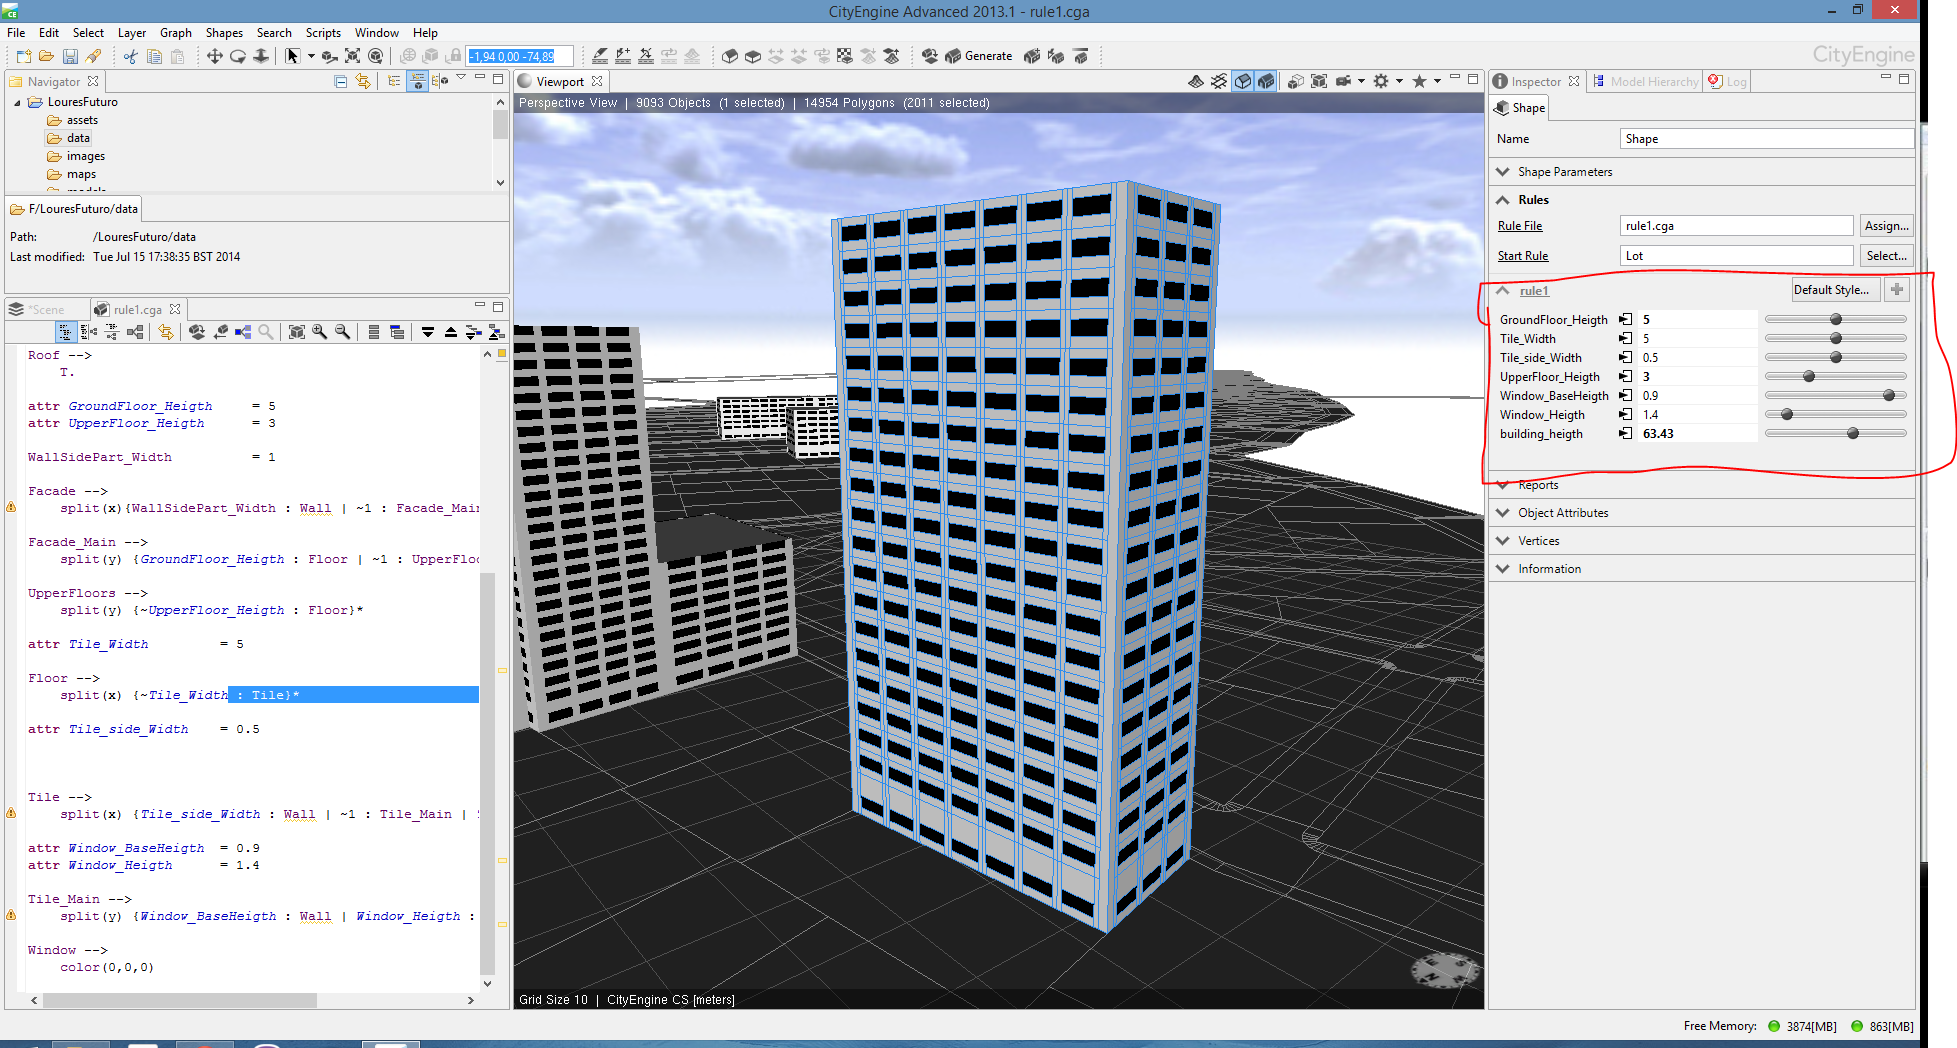 CityEngine Advanced 2013.1 - rule1.cga
File Edit Select Layer Graph Shapes Search Scripts Window Help
-1,94 0,00 -74,89
Generate
CityEngine
Navigator
LouresFuturo
assets
data
images
maps
models
F/LouresFuturo/data
Path: /LouresFuturo/data
Last modified: Tue Jul 15 17:38:35 BST 2014
*Scene
rule1.cga
Roof -->
T.
attr GroundFloor_Heigth = 5
attr UpperFloor_Heigth = 3
WallSidePart_Width = 1
Facade -->
split(x){WallSidePart_Width : Wall | ~1 : Facade_Main
Facade_Main -->
split(y) {GroundFloor_Heigth : Floor | ~1 : UpperFloo
UpperFloors -->
split(y) {~UpperFloor_Heigth : Floor}*
attr Tile_Width = 5
Floor -->
split(x) {~Tile_Width : Tile}*
attr Tile_side_Width = 0.5
Tile -->
split(x) {Tile_side_Width : Wall | ~1 : Tile_Main |
attr Window_BaseHeigth = 0.9
attr Window_Heigth = 1.4
Tile_Main -->
split(y) {Window_BaseHeigth : Wall | Window_Heigth :
Window -->
color(0,0,0)
Viewport
Perspective View | 9093 Objects (1 selected) | 14954 Polygons (2011 selected)
Grid Size 10 | CityEngine CS [meters]
Inspector
Model Hierarchy
Log
Shape
Name Shape
Shape Parameters
Rules
Rule File rule1.cga Assign...
Start Rule Lot Select...
rule1 Default Style...
GroundFloor_Heigth 5
Tile_Width 5
Tile_side_Width 0.5
UpperFloor_Heigth 3
Window_BaseHeigth 0.9
Window_Heigth 1.4
building_heigth 63.43
Reports
Object Attributes
Vertices
Information
Free Memory: 3874[MB] 863[MB]